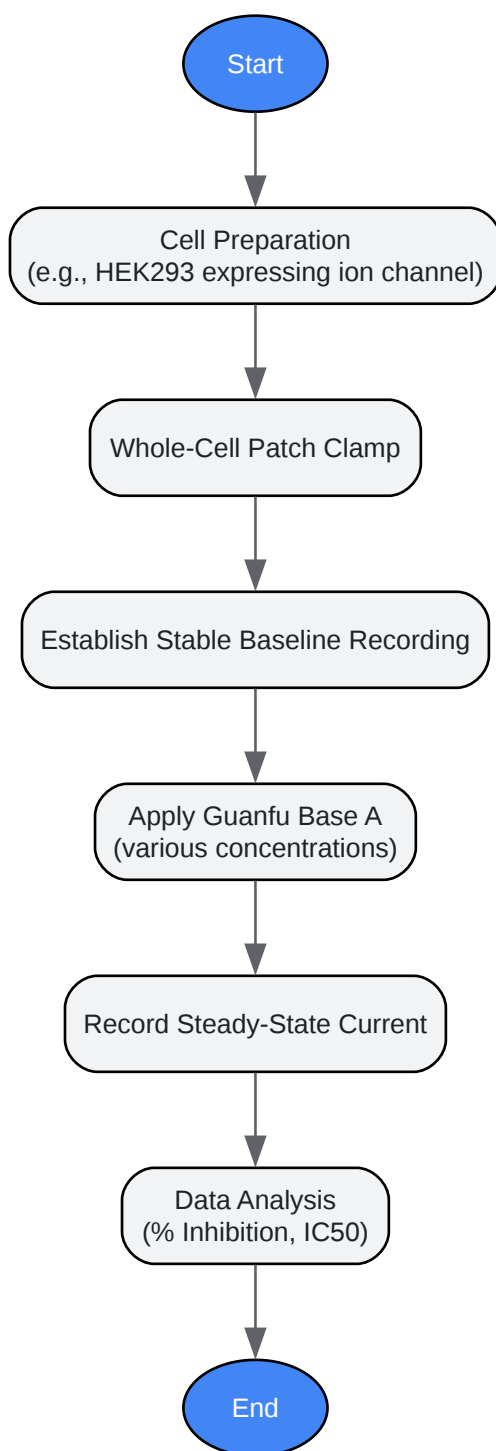 Start
Cell Preparation
(e.g., HEK293 expressing ion channel)
Whole-Cell Patch Clamp
Establish Stable Baseline Recording
Apply Guanfu Base A
(various concentrations)
Record Steady-State Current
Data Analysis
(% Inhibition, IC50)
End